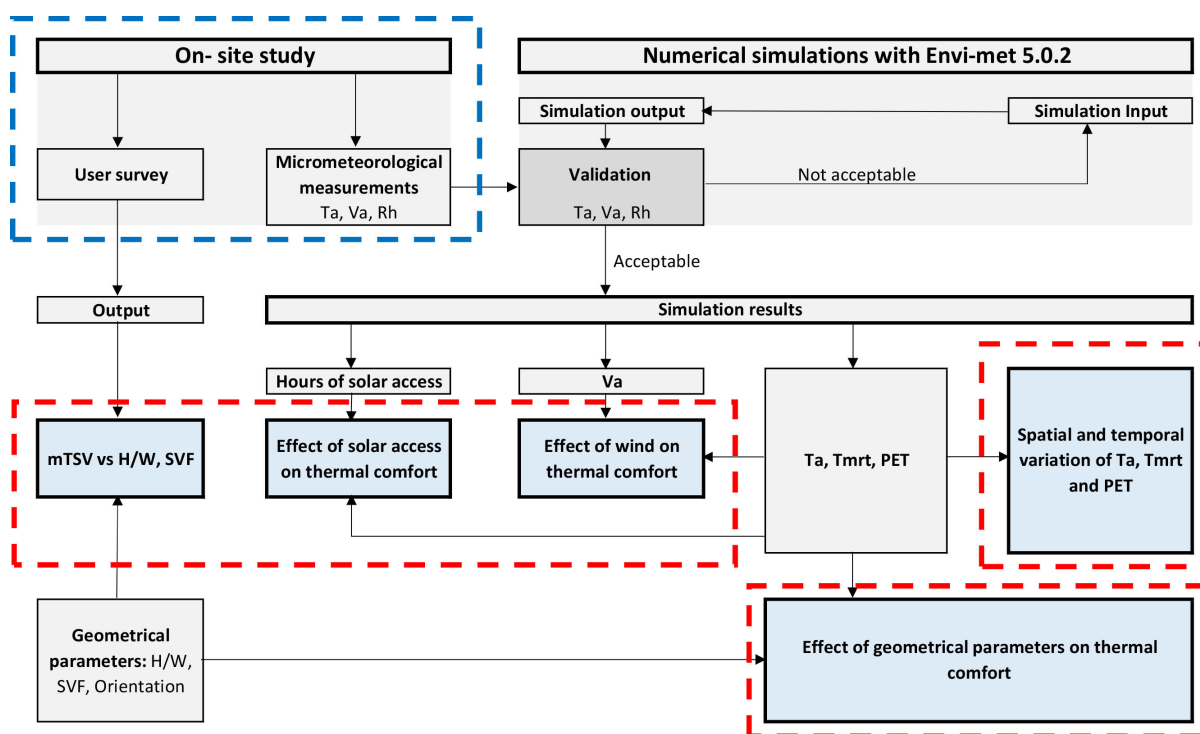 On- site study
Numerical simulations with Envi-met 5.0.2
Simulation output
Simulation Input
User survey
Micrometeorological
measurements
Ta, Va, Rh
Validation
Ta, Va, Rh
Not acceptable
Acceptable
Output
Simulation results
Hours of solar access
Va
mTSV vs H/W, SVF
Effect of solar access
on thermal comfort
Effect of wind on
thermal comfort
Ta, Tmrt, PET
Spatial and temporal
variation of Ta, Tmrt
and PET
Geometrical
parameters: H/W,
SVF, Orientation
Effect of geometrical parameters on thermal
comfort